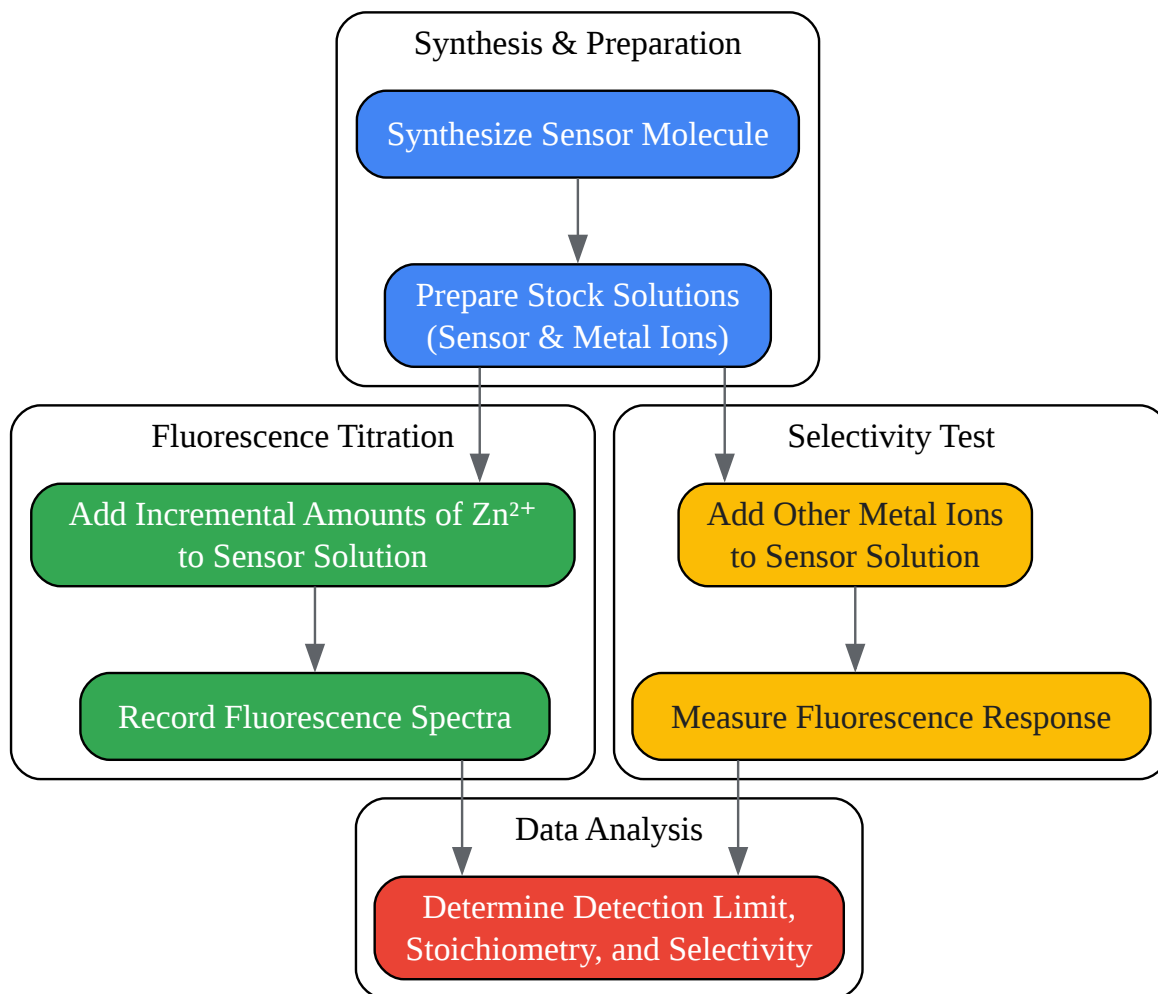 Synthesis & Preparation
Synthesize Sensor Molecule
Prepare Stock Solutions
(Sensor & Metal Ions)
Fluorescence Titration
Add Incremental Amounts of Zn²⁺
to Sensor Solution
Record Fluorescence Spectra
Selectivity Test
Add Other Metal Ions
to Sensor Solution
Measure Fluorescence Response
Data Analysis
Determine Detection Limit,
Stoichiometry, and Selectivity